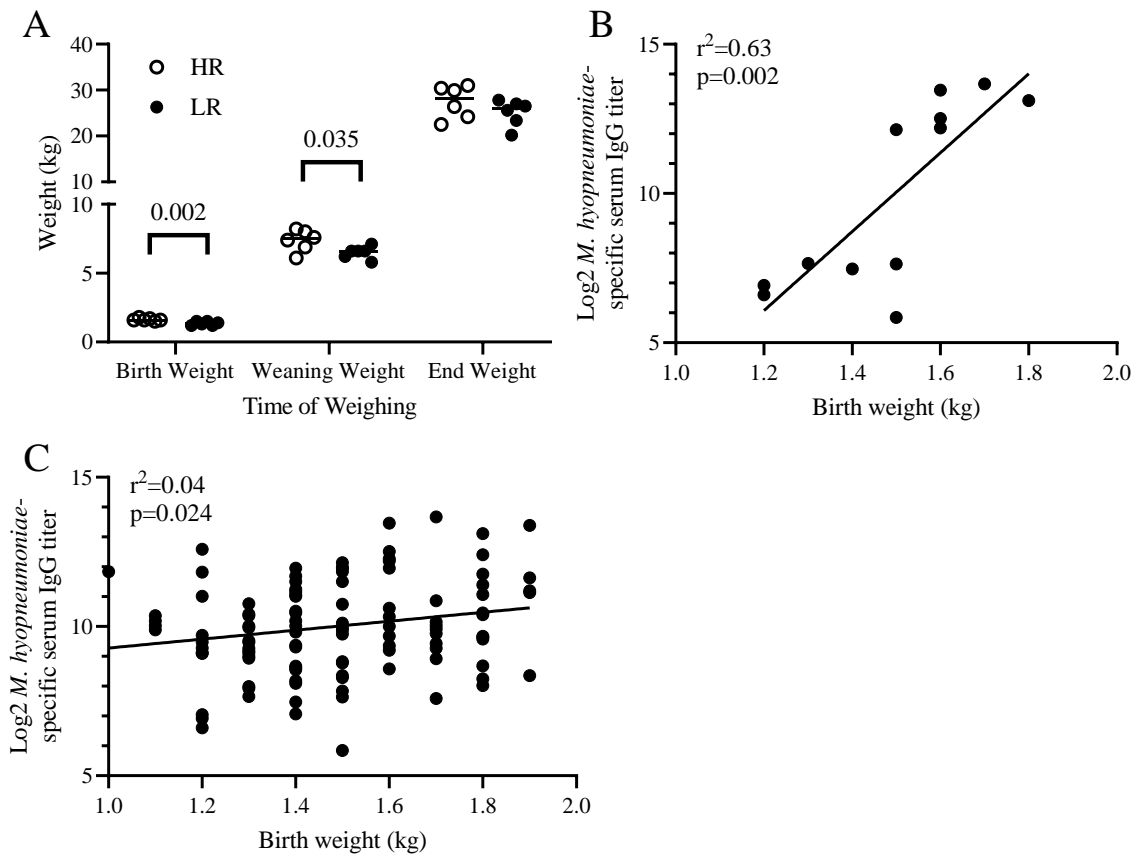 A
Weight (kg)
40
30
20
10
10
5
0
HR
LR
0.002
0.035
Birth Weight
Weaning Weight
End Weight
Time of Weighing
B
Log2 M. hyopneumoniae-
specific serum IgG titer
15
10
5
r²=0.63
p=0.002
1.0
1.2
1.4
1.6
1.8
2.0
Birth weight (kg)
C
Log2 M. hyopneumoniae-
specific serum IgG titer
15
10
5
r²=0.04
p=0.024
1.0
1.2
1.4
1.6
1.8
2.0
Birth weight (kg)